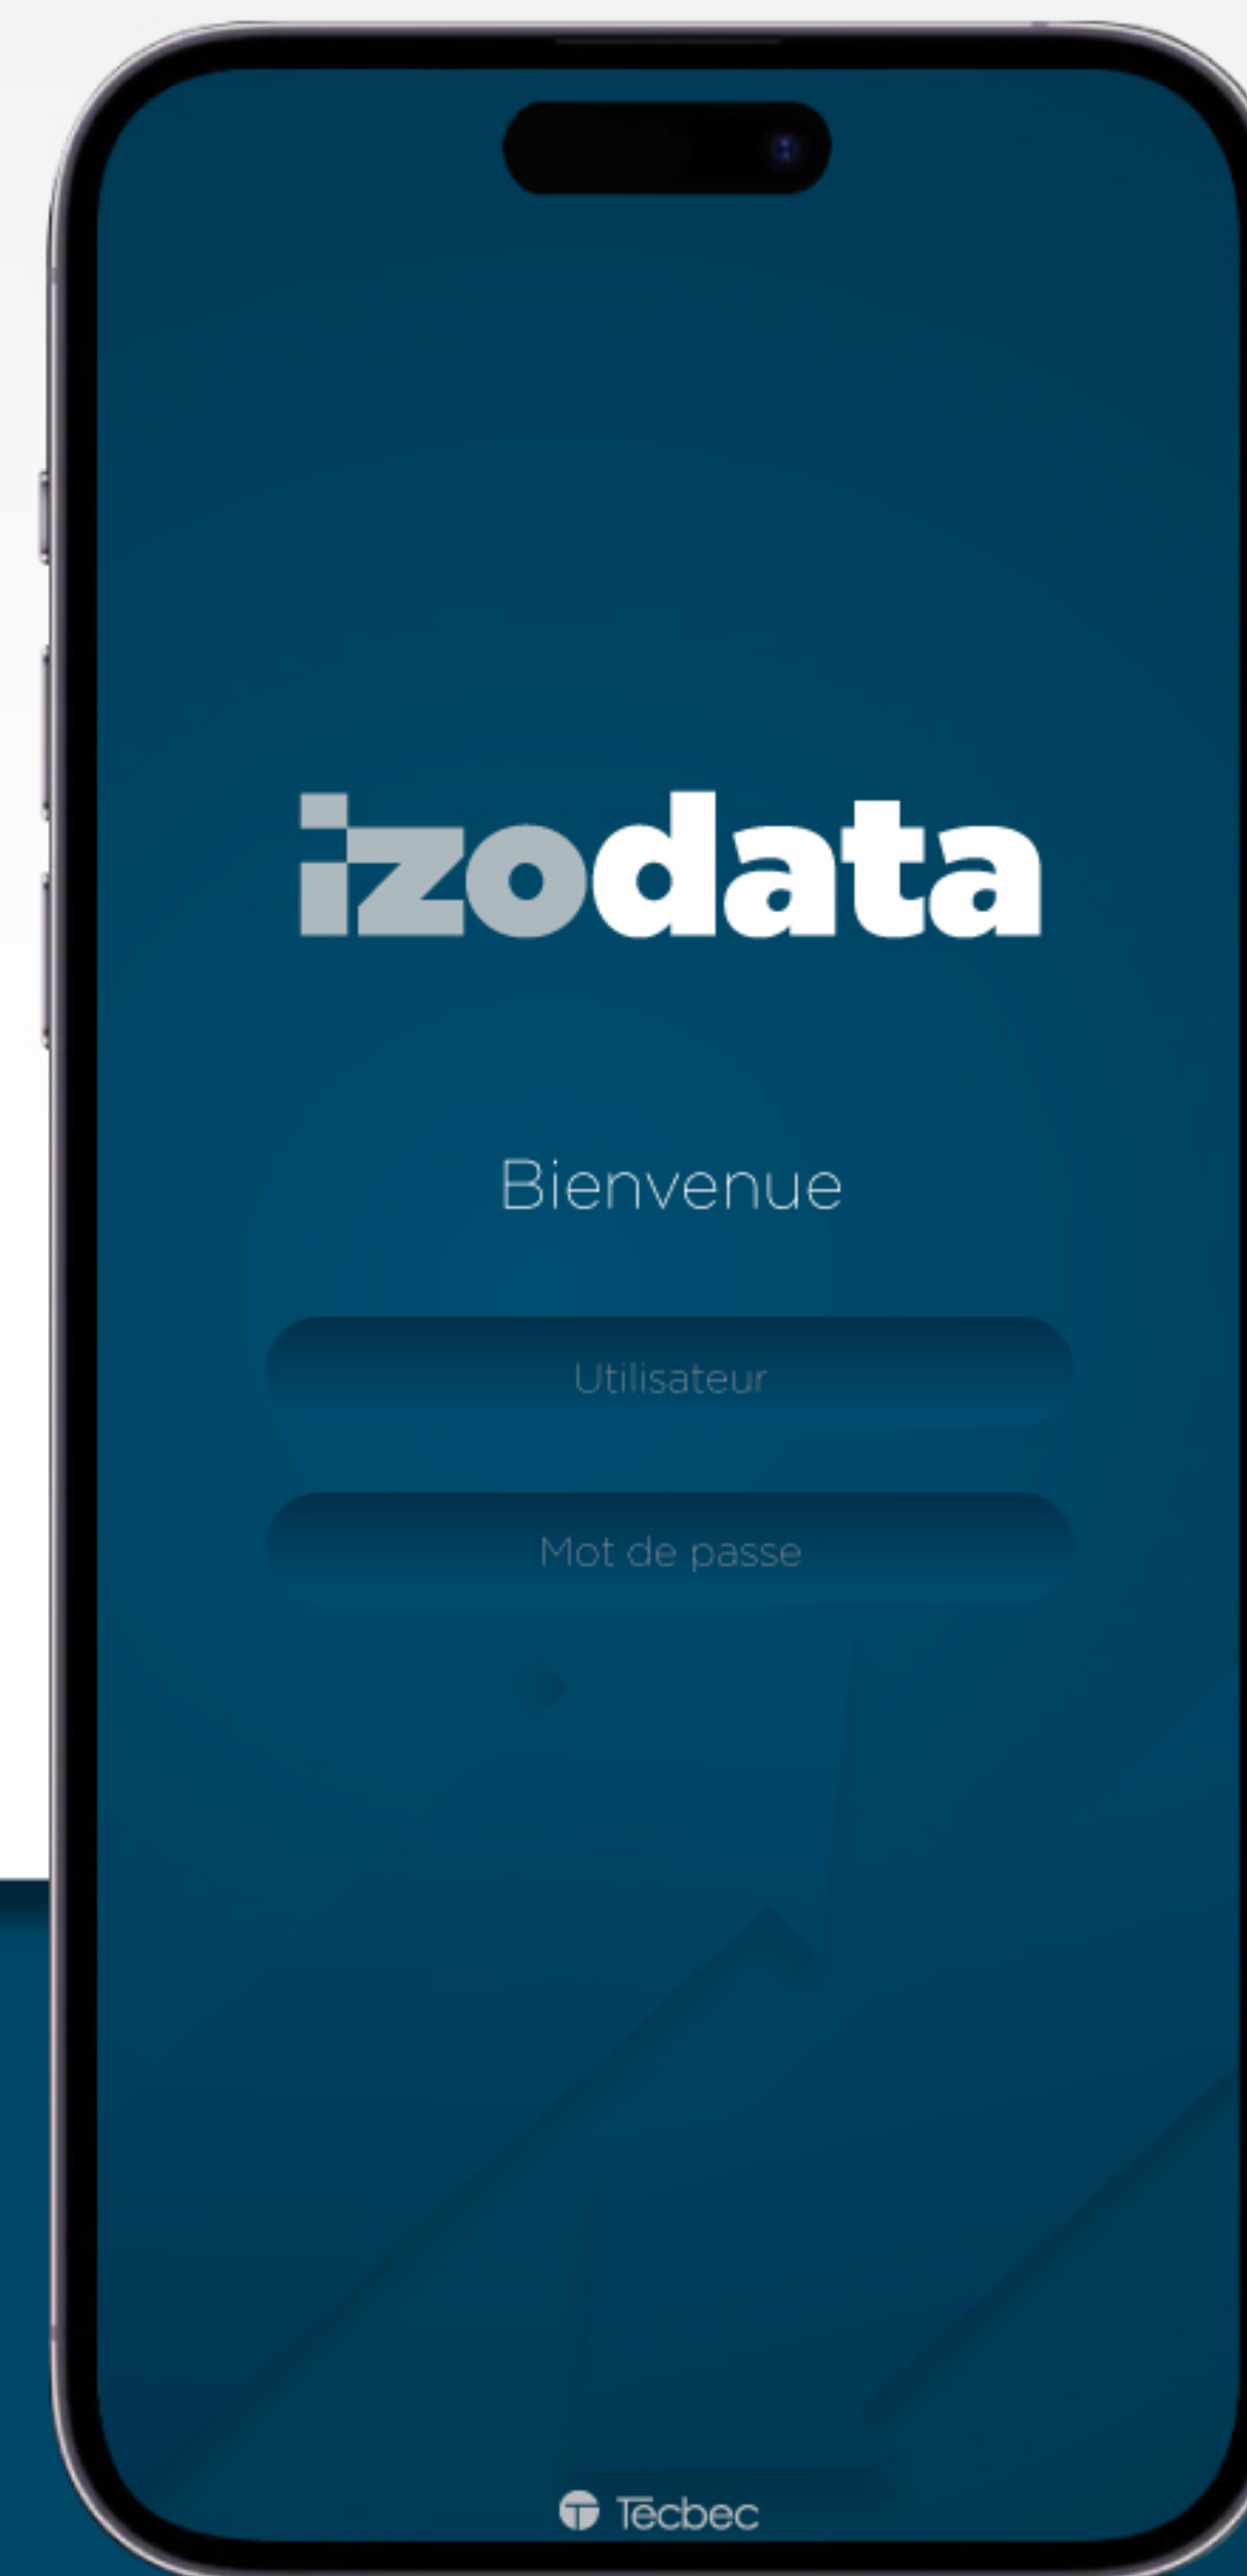 izodata
Bienvenue
Utilisateur
Mot de passe
Tecbec